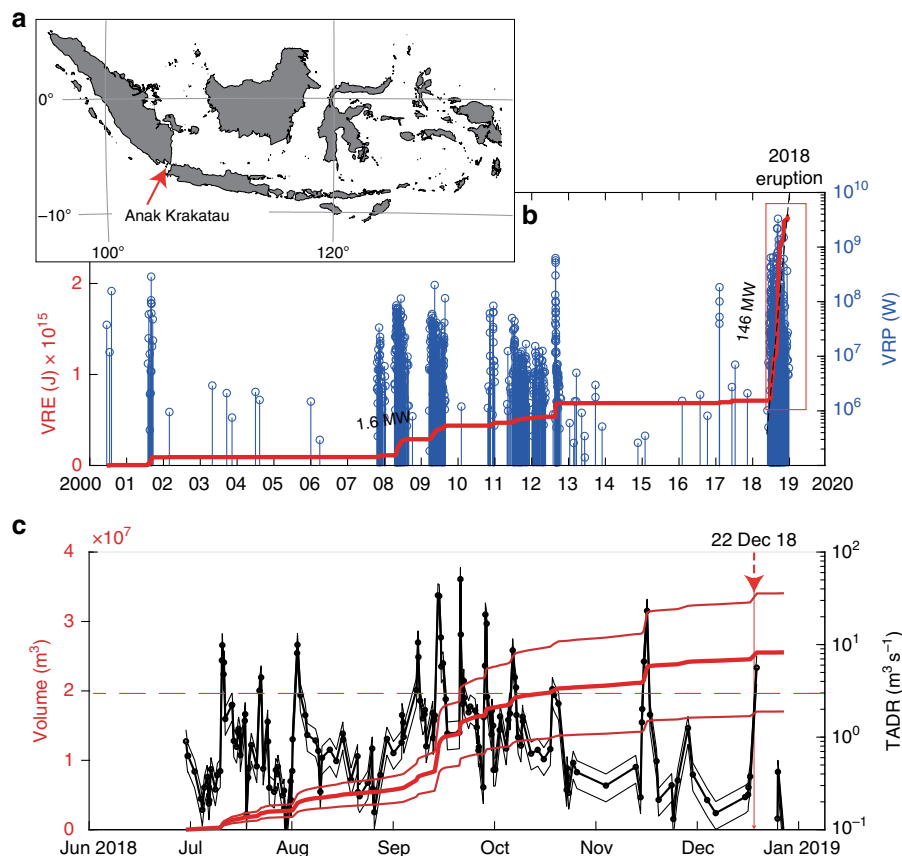 a
0°
−10°
100°
120°
Anak Krakatau
2018
eruption
b
VRE (J) × 10¹⁵
2
1
0
1.6 MW
146 MW
10¹⁰
10⁹
10⁸
10⁷
10⁶
VRP (W)
2000 01 02 03 04 05 06 07 08 09 10 11 12 13 14 15 16 17 18 19 2020
c
×10⁷
22 Dec 18
Volume (m³)
4
3
2
1
0
10²
10¹
10⁰
10⁻¹
TADR (m³ s⁻¹)
Jun 2018 Jul Aug Sep Oct Nov Dec Jan 2019